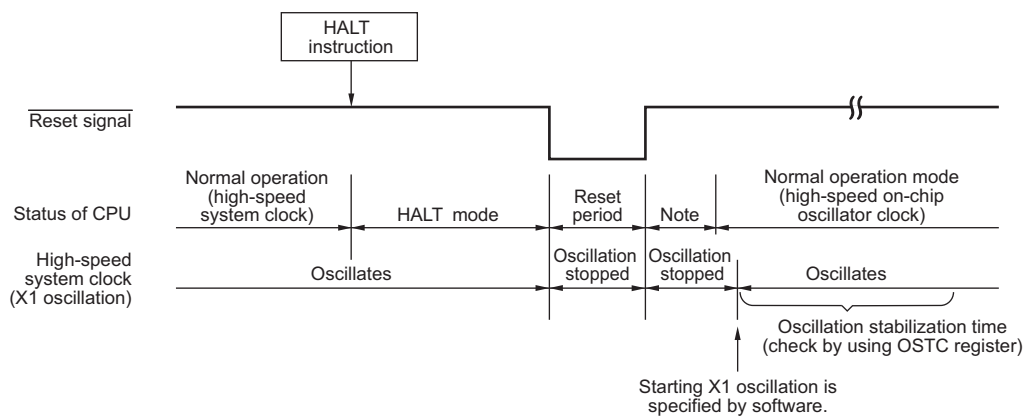 HALT
instruction
Reset signal
Normal operation
(high-speed
system clock)
Status of CPU
HALT mode
Reset
period
Note
Normal operation mode
(high-speed on-chip
oscillator clock)
High-speed
system clock
(X1 oscillation)
Oscillates
Oscillation
stopped
Oscillation
stopped
Oscillates
Oscillation stabilization time
(check by using OSTC register)
Starting X1 oscillation is
specified by software.